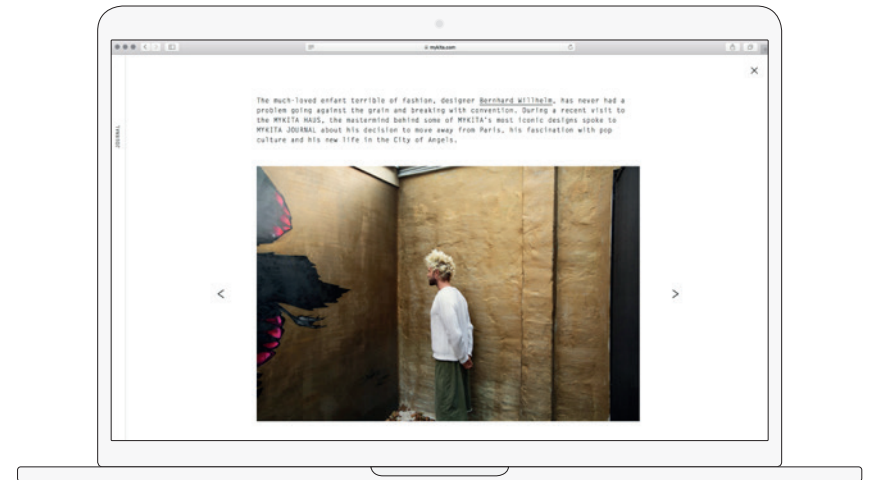 mykita.com
JOURNAL
The much-loved enfant terrible of fashion, designer Bernhard Willhelm, has never had a
problem going against the grain and breaking with convention. During a recent visit to
the MYKITA HAUS, the mastermind behind some of MYKITA's most iconic designs spoke to
MYKITA JOURNAL about his decision to move away from Paris, his fascination with pop
culture and his new life in the City of Angels.